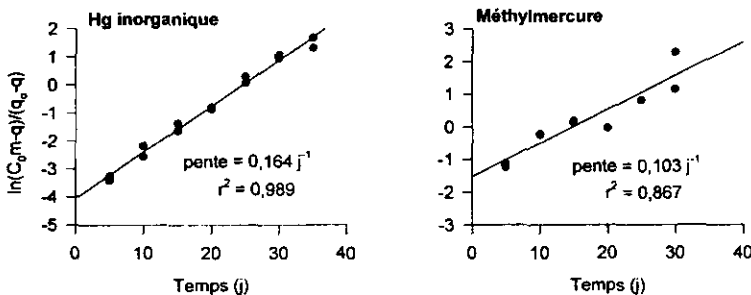 Hg inorganique
ln(C₀m-q)/(qₒ-q)
2
1
0
-1
-2
-3
-4
-5
pente = 0,164 j⁻¹
r² = 0,989
0 10 20 30 40
Temps (j)
Méthylmercure
3
2
1
0
-1
-2
-3
pente = 0,103 j⁻¹
r² = 0,867
0 10 20 30 40
Temps (j)